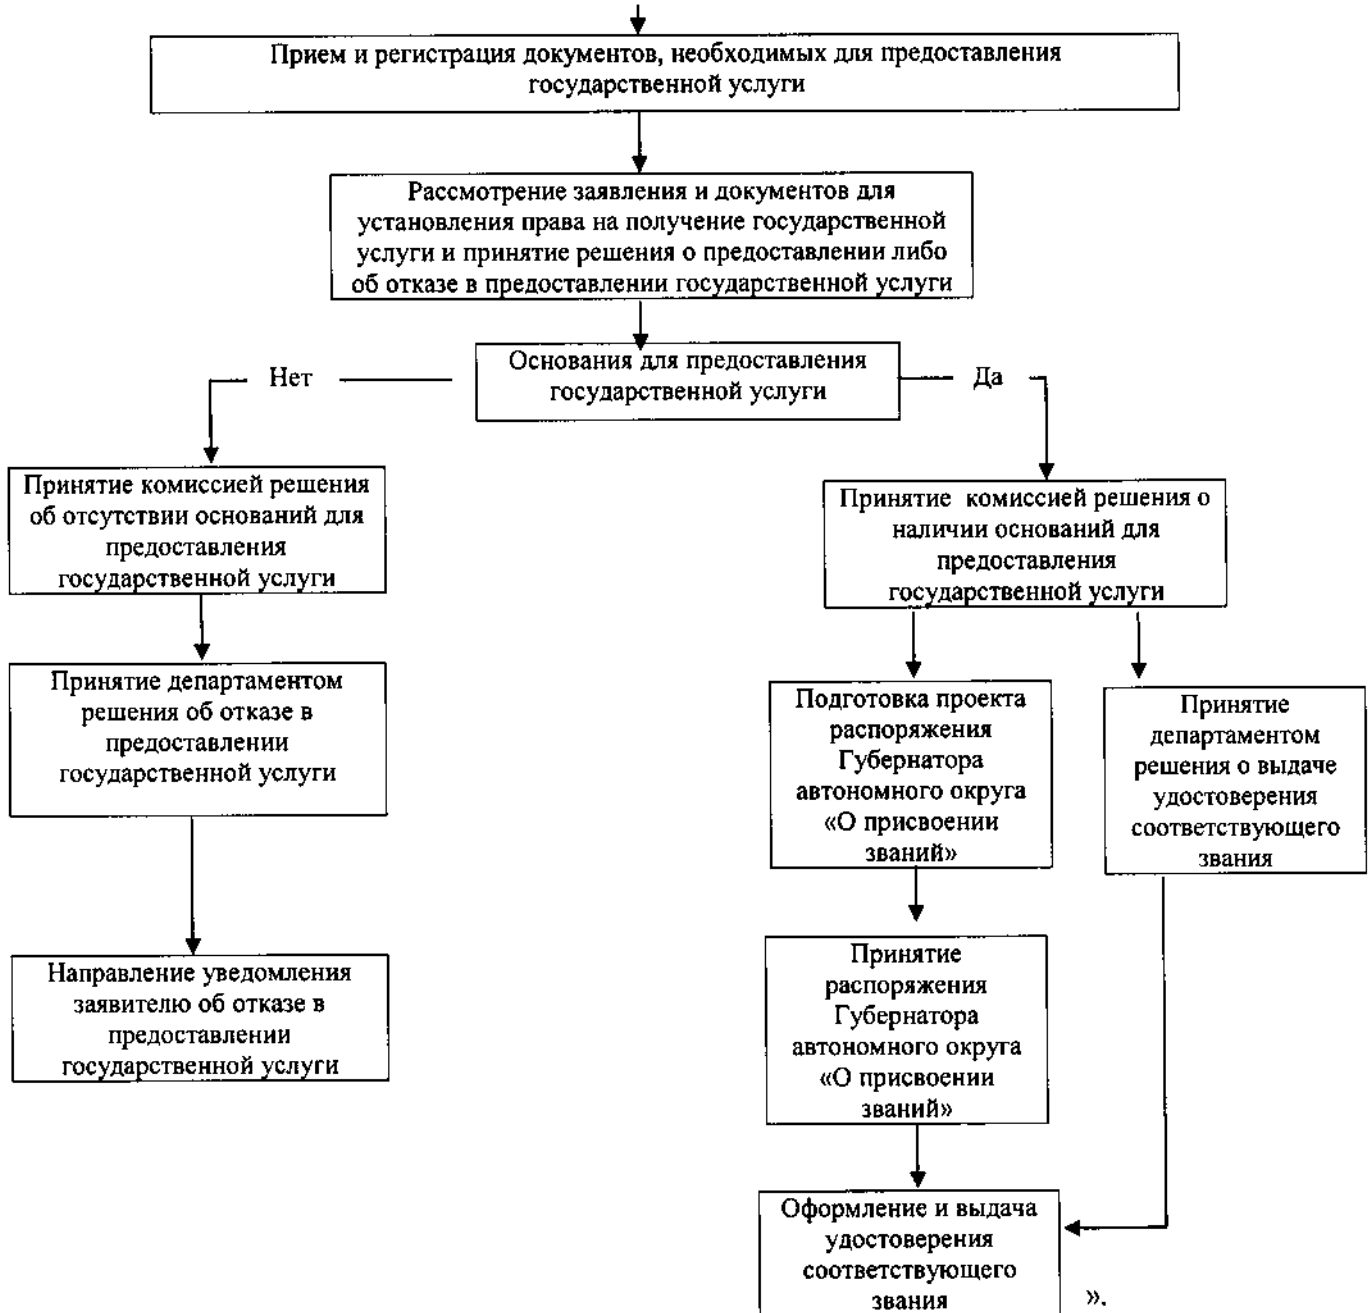 Прием и регистрация документов, необходимых для предоставления
государственной услуги
Рассмотрение заявления и документов для
установления права на получение государственной
услуги и принятие решения о предоставлении либо
об отказе в предоставлении государственной услуги
Основания для предоставления
государственной услуги
Нет
Да
Принятие комиссией решения
об отсутствии оснований для
предоставления
государственной услуги
Принятие комиссией решения о
наличии оснований для
предоставления
государственной услуги
Принятие департаментом
решения об отказе в
предоставлении
государственной услуги
Подготовка проекта
распоряжения
Губернатора
автономного округа
«О присвоении
званий»
Принятие
департаментом
решения о выдаче
удостоверения
соответствующего
звания
Направление уведомления
заявителю об отказе в
предоставлении
государственной услуги
Принятие
распоряжения
Губернатора
автономного округа
«О присвоении
званий»
Оформление и выдача
удостоверения
соответствующего
звания
».